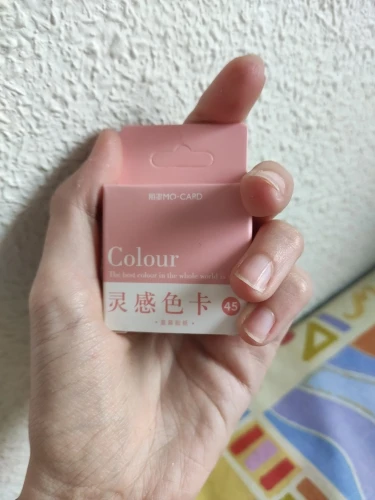 MO·CARD
Colour
The best colour in the whole world is
灵感色卡 45